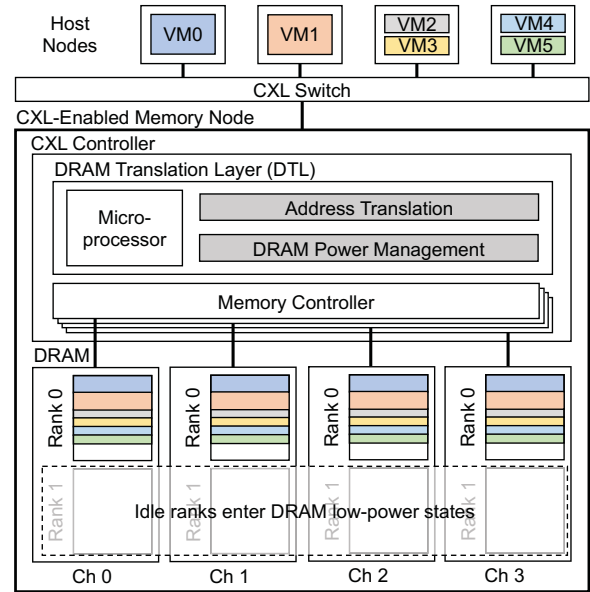 Host
Nodes
VM0
VM1
VM2
VM3
VM4
VM5
CXL Switch
CXL-Enabled Memory Node
CXL Controller
DRAM Translation Layer (DTL)
Micro-
processor
Address Translation
DRAM Power Management
Memory Controller
DRAM
Rank 0
Rank 0
Rank 0
Rank 0
Rank 1
Rank 1
Rank 1
Rank 1
Idle ranks enter DRAM low-power states
Ch 0
Ch 1
Ch 2
Ch 3